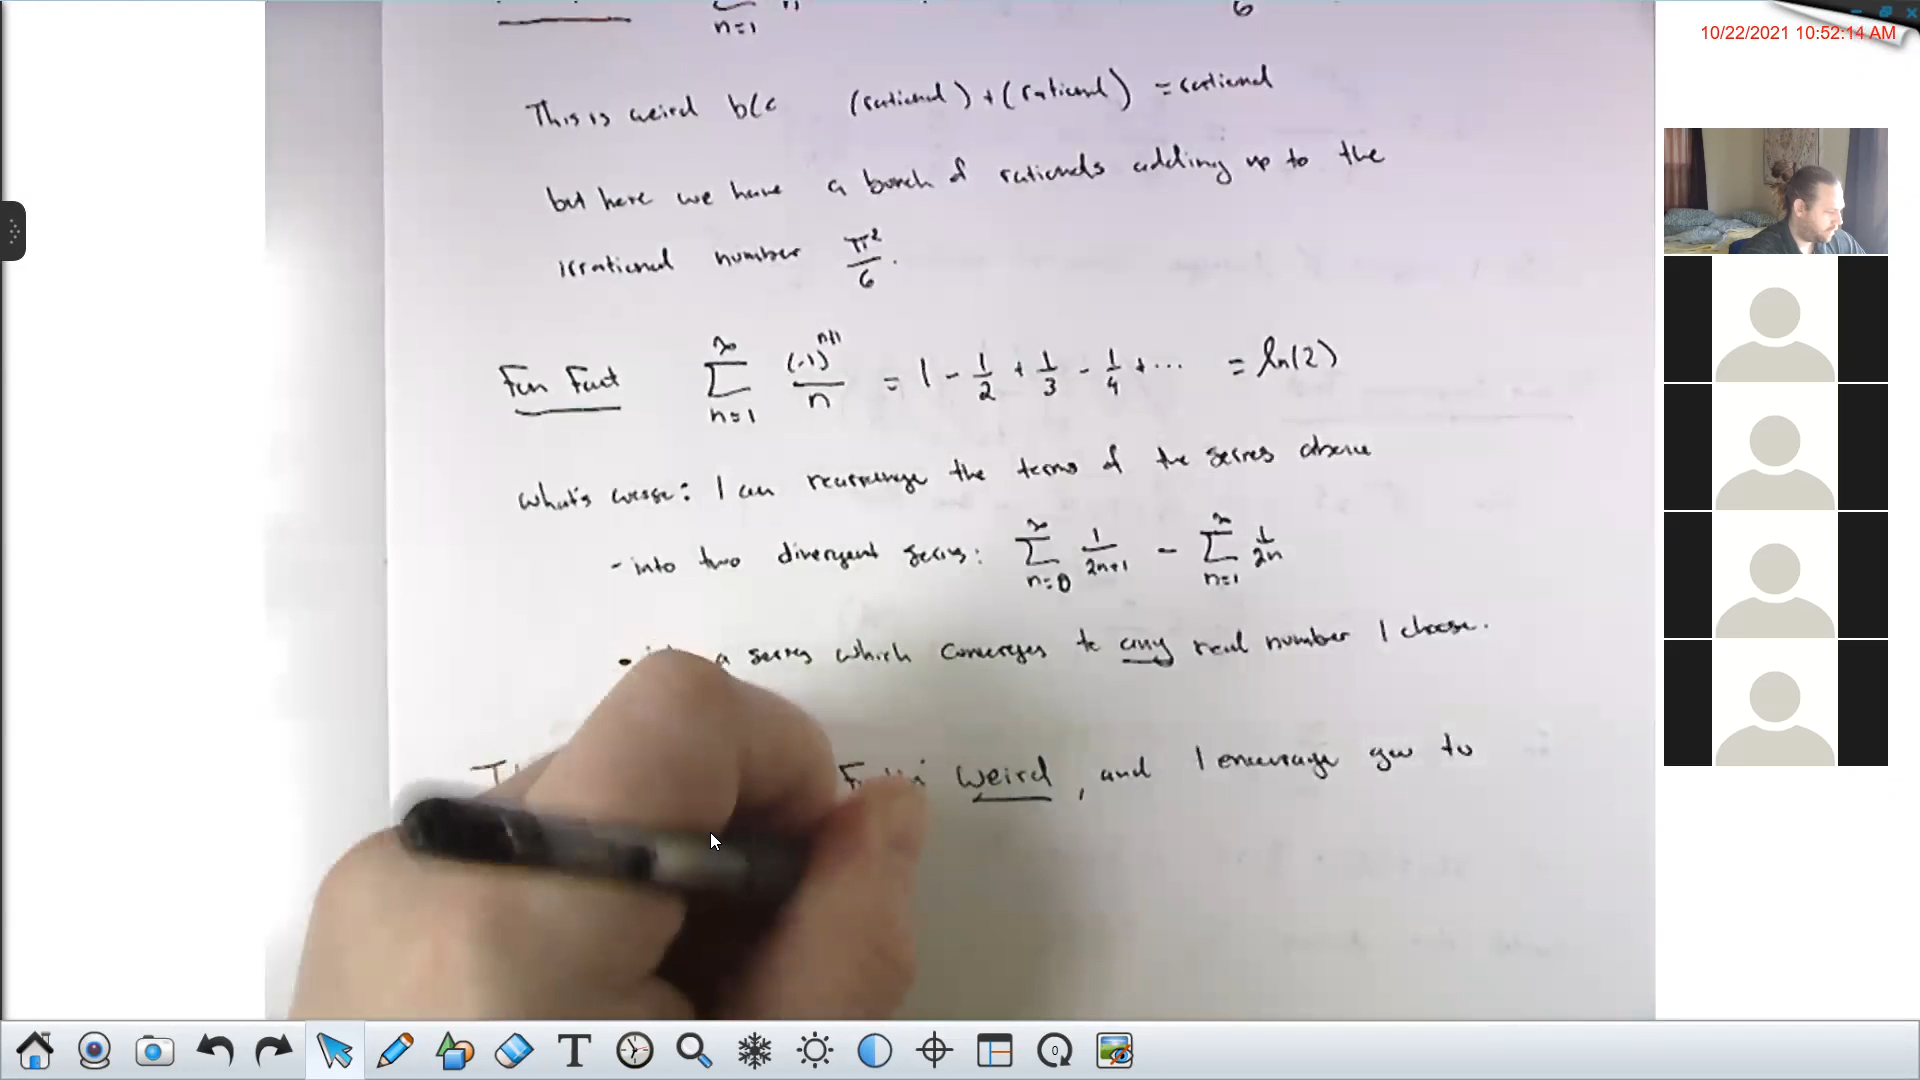 10/22/2021 10:52:14 AM
n=1 n 6
This is weird b/c (rational) + (rational) = rational
but here we have a bunch of rationals adding up to the
irrational number π²/6.
Fun Fact ∑_{n=1}^{∞} (-1)^{n+1}/n = 1 - 1/2 + 1/3 - 1/4 + ... = ln(2)
What's worse: I can rearrange the terms of the series above
- into two divergent series: ∑_{n=0}^{∞} 1/(2n+1) - ∑_{n=1}^{∞} 1/(2n)
• a series which converges to any real number I choose.
weird, and I encourage you to
T
0